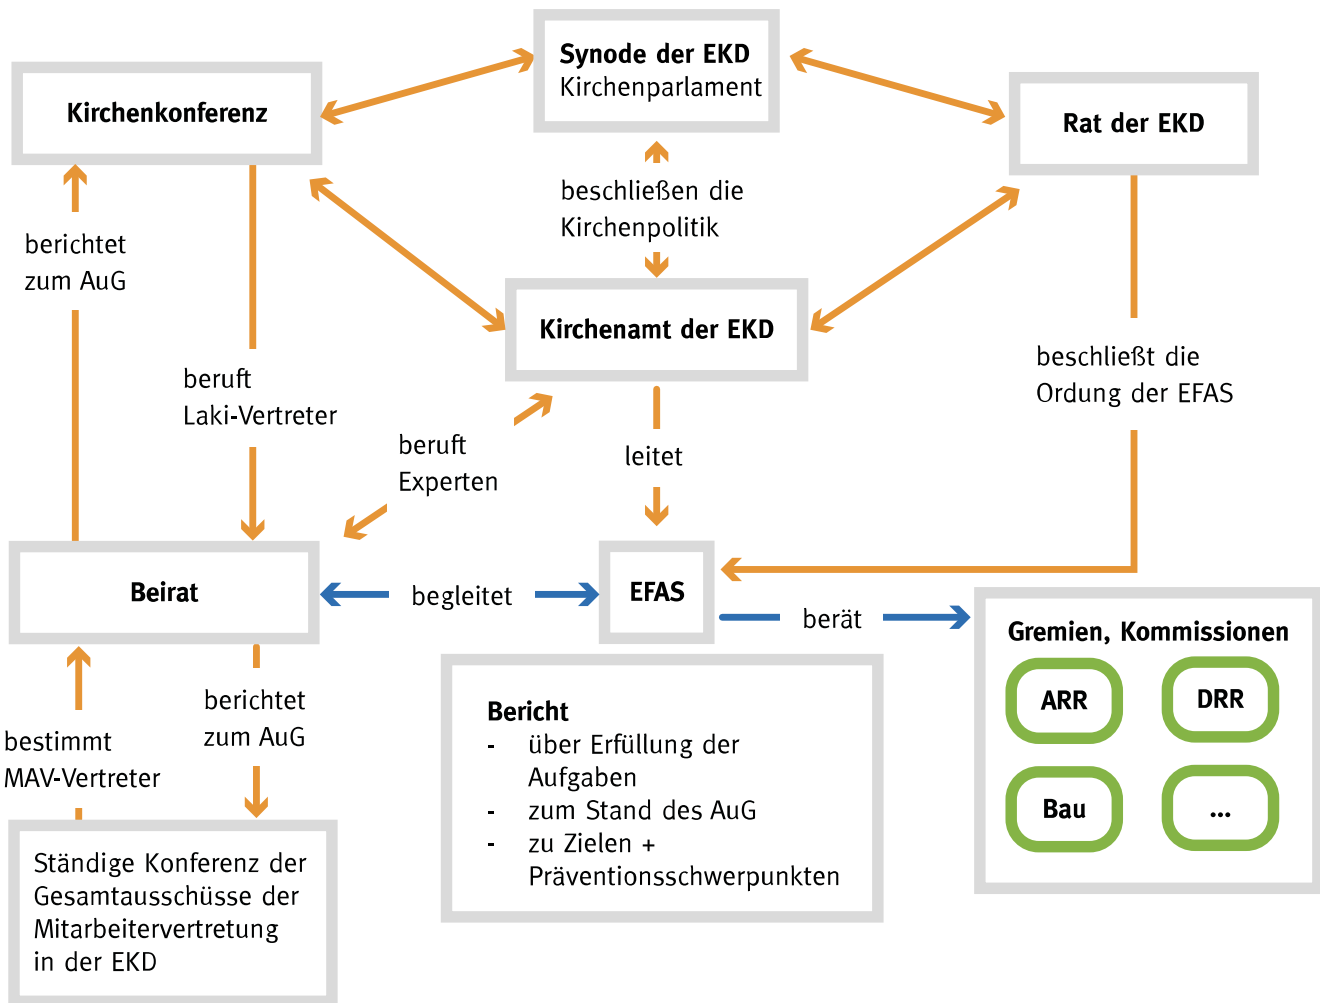 Synode der EKD
Kirchenparlament
Kirchenkonferenz
Rat der EKD
beschließen die
Kirchenpolitik
berichtet
zum AuG
Kirchenamt der EKD
beruft
Laki-Vertreter
beschließt die
Ordung der EFAS
beruft
Experten
leitet
Beirat
begleitet
EFAS
berät
Gremien, Kommissionen
ARR
DRR
Bau
...
bestimmt
MAV-Vertreter
berichtet
zum AuG
Bericht
- über Erfüllung der
Aufgaben
- zum Stand des AuG
- zu Zielen +
Präventionsschwerpunkten
Ständige Konferenz der
Gesamtausschüsse der
Mitarbeitervertretung
in der EKD